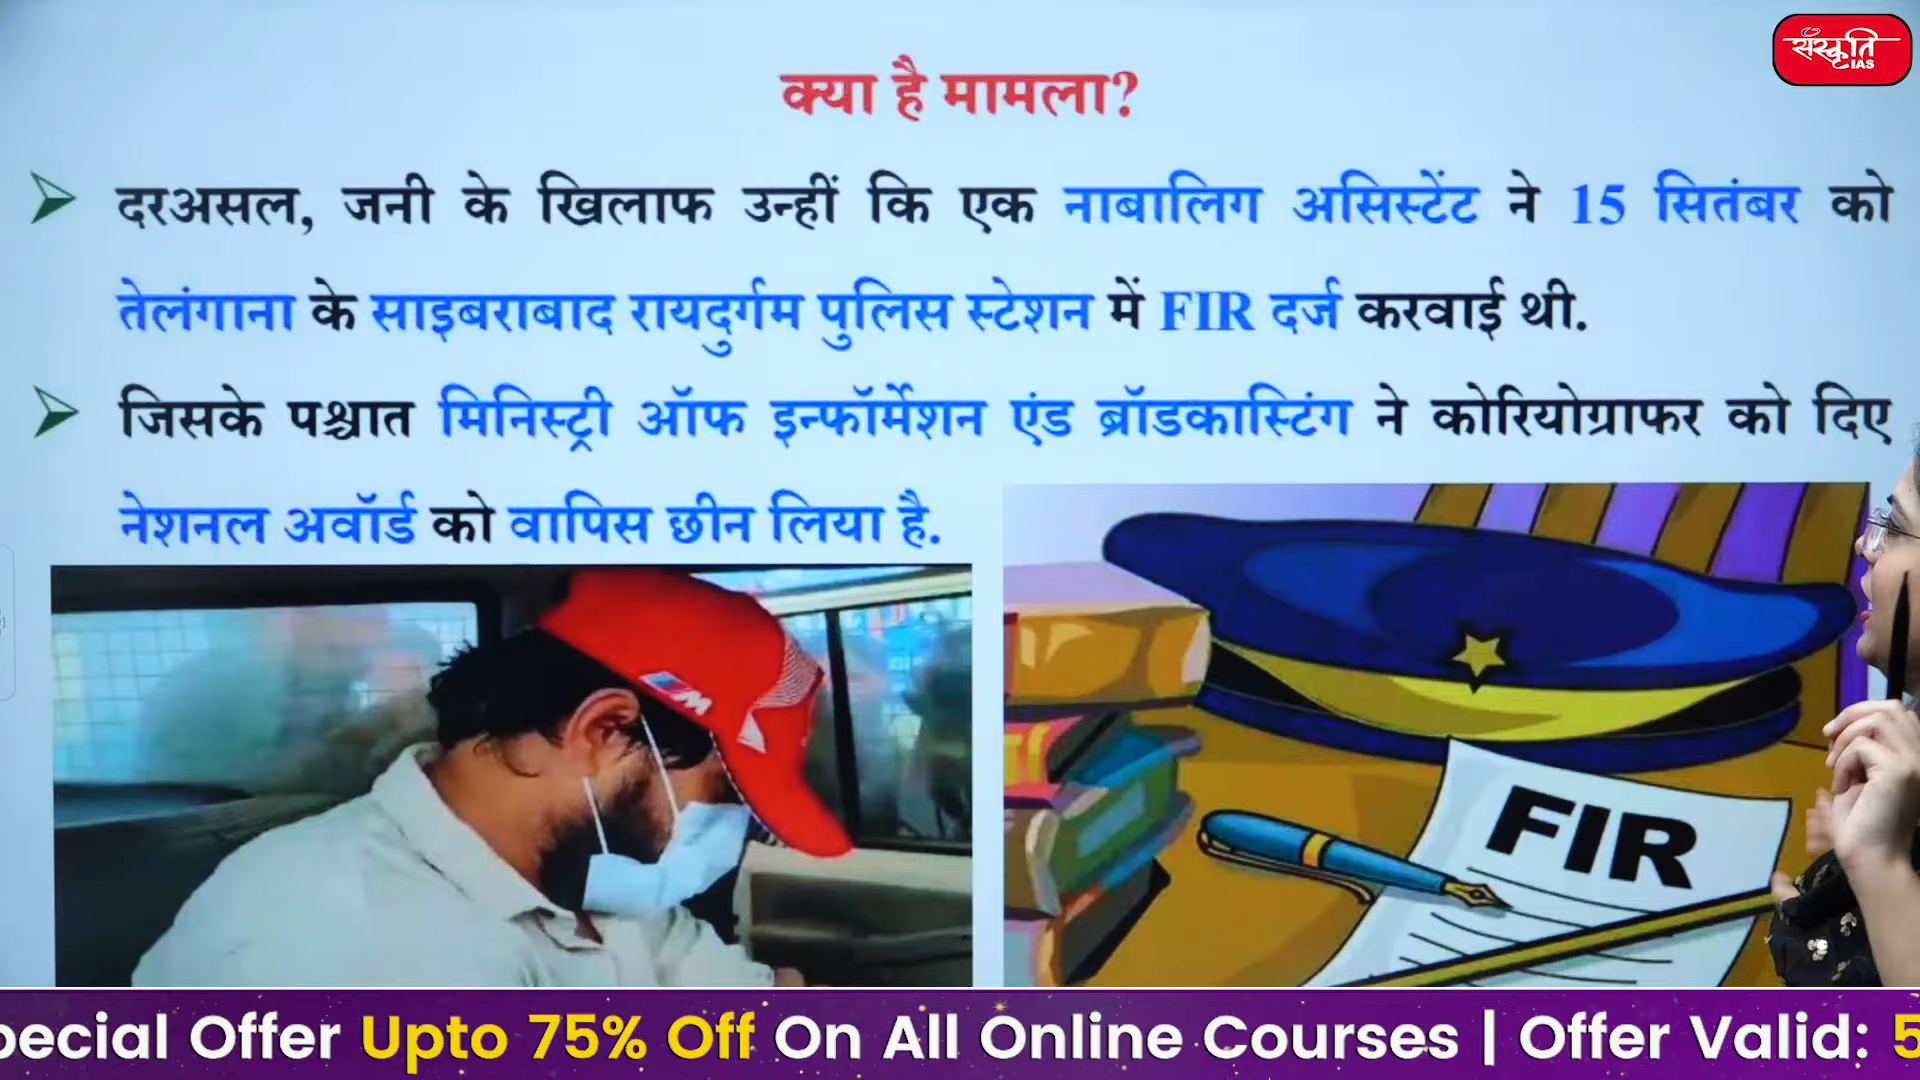 संस्कृति
IAS
क्या है मामला?
दरअसल, जनी के खिलाफ उन्हीं कि एक नाबालिग असिस्टेंट ने 15 सितंबर को
तेलंगाना के साइबराबाद रायदुर्गम पुलिस स्टेशन में FIR दर्ज करवाई थी.
जिसके पश्चात मिनिस्ट्री ऑफ इन्फॉर्मेशन एंड ब्रॉडकास्टिंग ने कोरियोग्राफर को दिए
नेशनल अवॉर्ड को वापिस छीन लिया है.
M
FIR
pecial Offer Upto 75% Off On All Online Courses | Offer Valid: 5